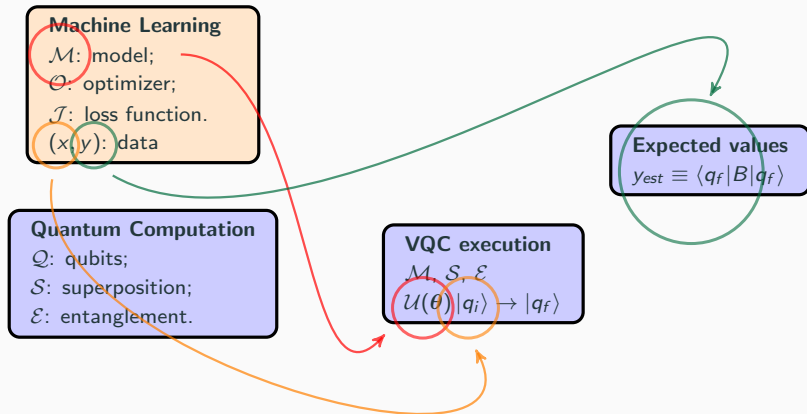 Machine Learning
ℳ: model;
𝒪: optimizer;
𝒥: loss function.
(x, y): data
Quantum Computation
𝒬: qubits;
𝒮: superposition;
ℰ: entanglement.
VQC execution
ℳ, 𝒮, ℰ
𝒰(θ)|q_i⟩ → |q_f⟩
Expected values
y_est ≡ ⟨q_f|B|q_f⟩